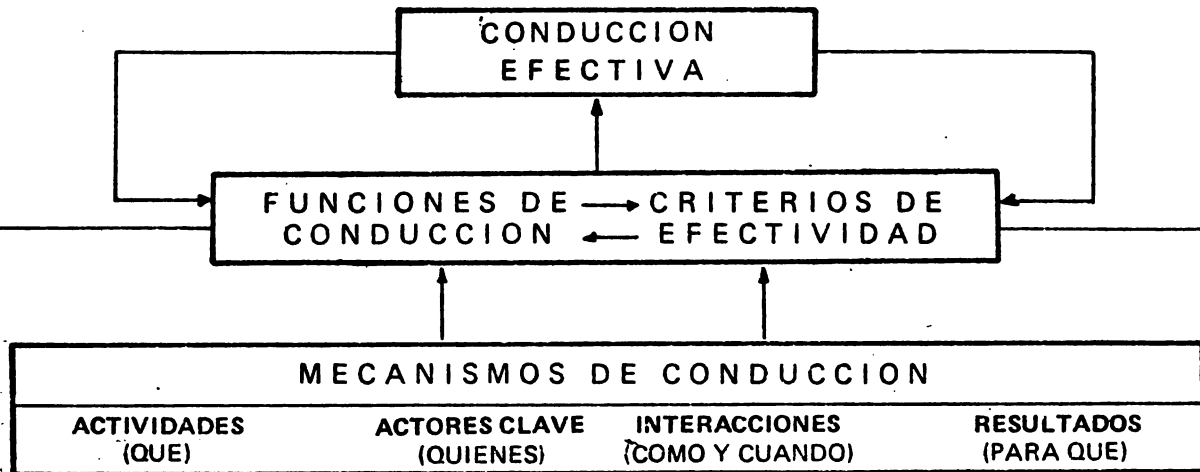 CONDUCCION
EFECTIVA
FUNCIONES DE → CRITERIOS DE
CONDUCCION ← EFECTIVIDAD
MECANISMOS DE CONDUCCION
ACTIVIDADES ACTORES CLAVE INTERACCIONES RESULTADOS
(QUE) (QUIENES) (COMO Y CUANDO) (PARA QUE)